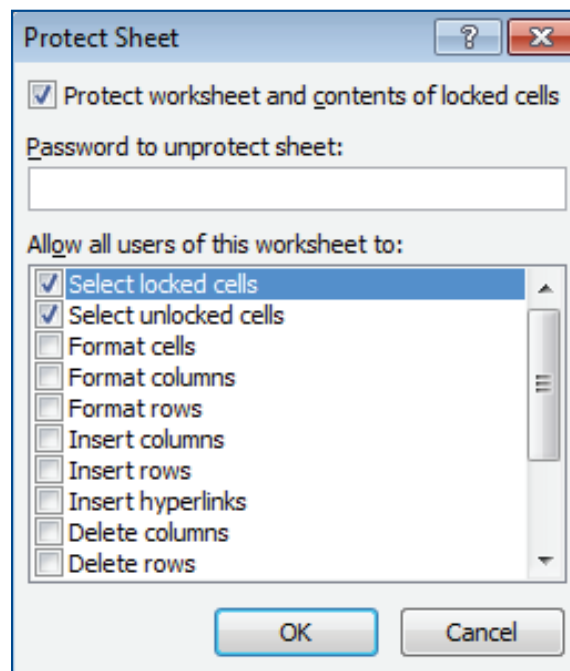 Protect Sheet
Protect worksheet and contents of locked cells
Password to unprotect sheet:
Allow all users of this worksheet to:
Select locked cells
Select unlocked cells
Format cells
Format columns
Format rows
Insert columns
Insert rows
Insert hyperlinks
Delete columns
Delete rows
OK Cancel